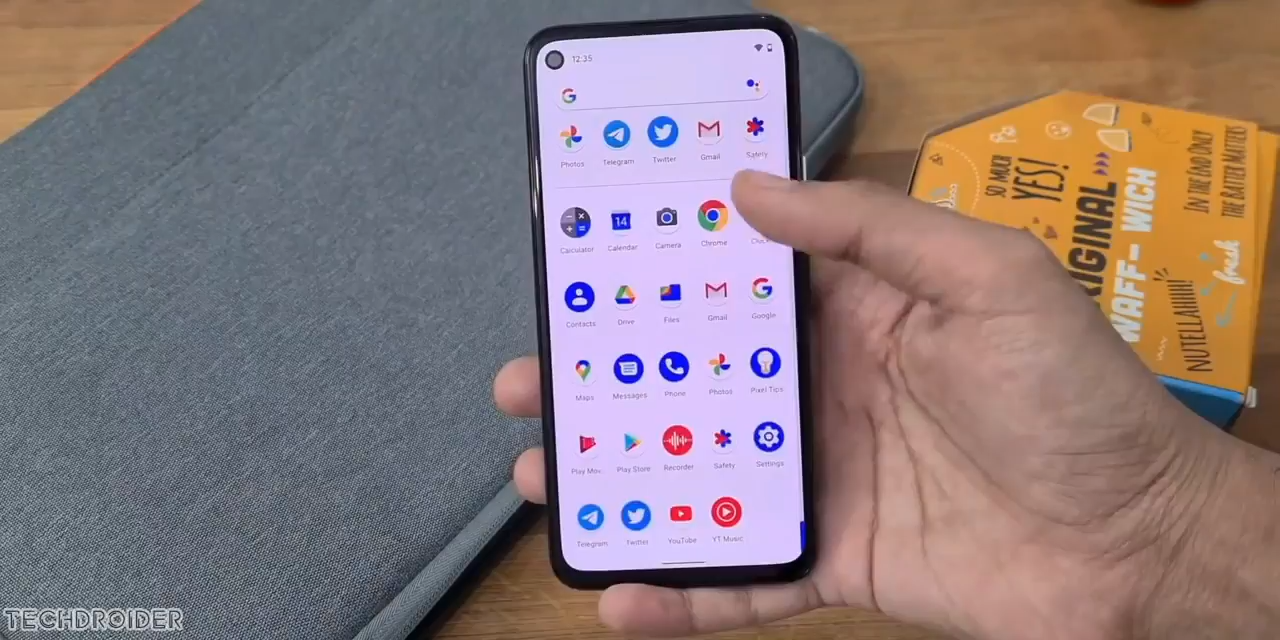 12:35
G
Photos Telegram Twitter Gmail Safety
Calculator Calendar Camera Chrome Clock
14
Contacts Drive Files Gmail Google
Maps Messages Phone Photos Pixel Tips
Play Mov.. Play Store Recorder Safety Settings
Telegram Twitter YouTube YT Music
SO MUCH
YES!
ORIGINAL
WAFF- WICH
IN THE END ONLY
THE BATTER MATTERS
NUTELLAHHH!
fresh
TECHDROIDER